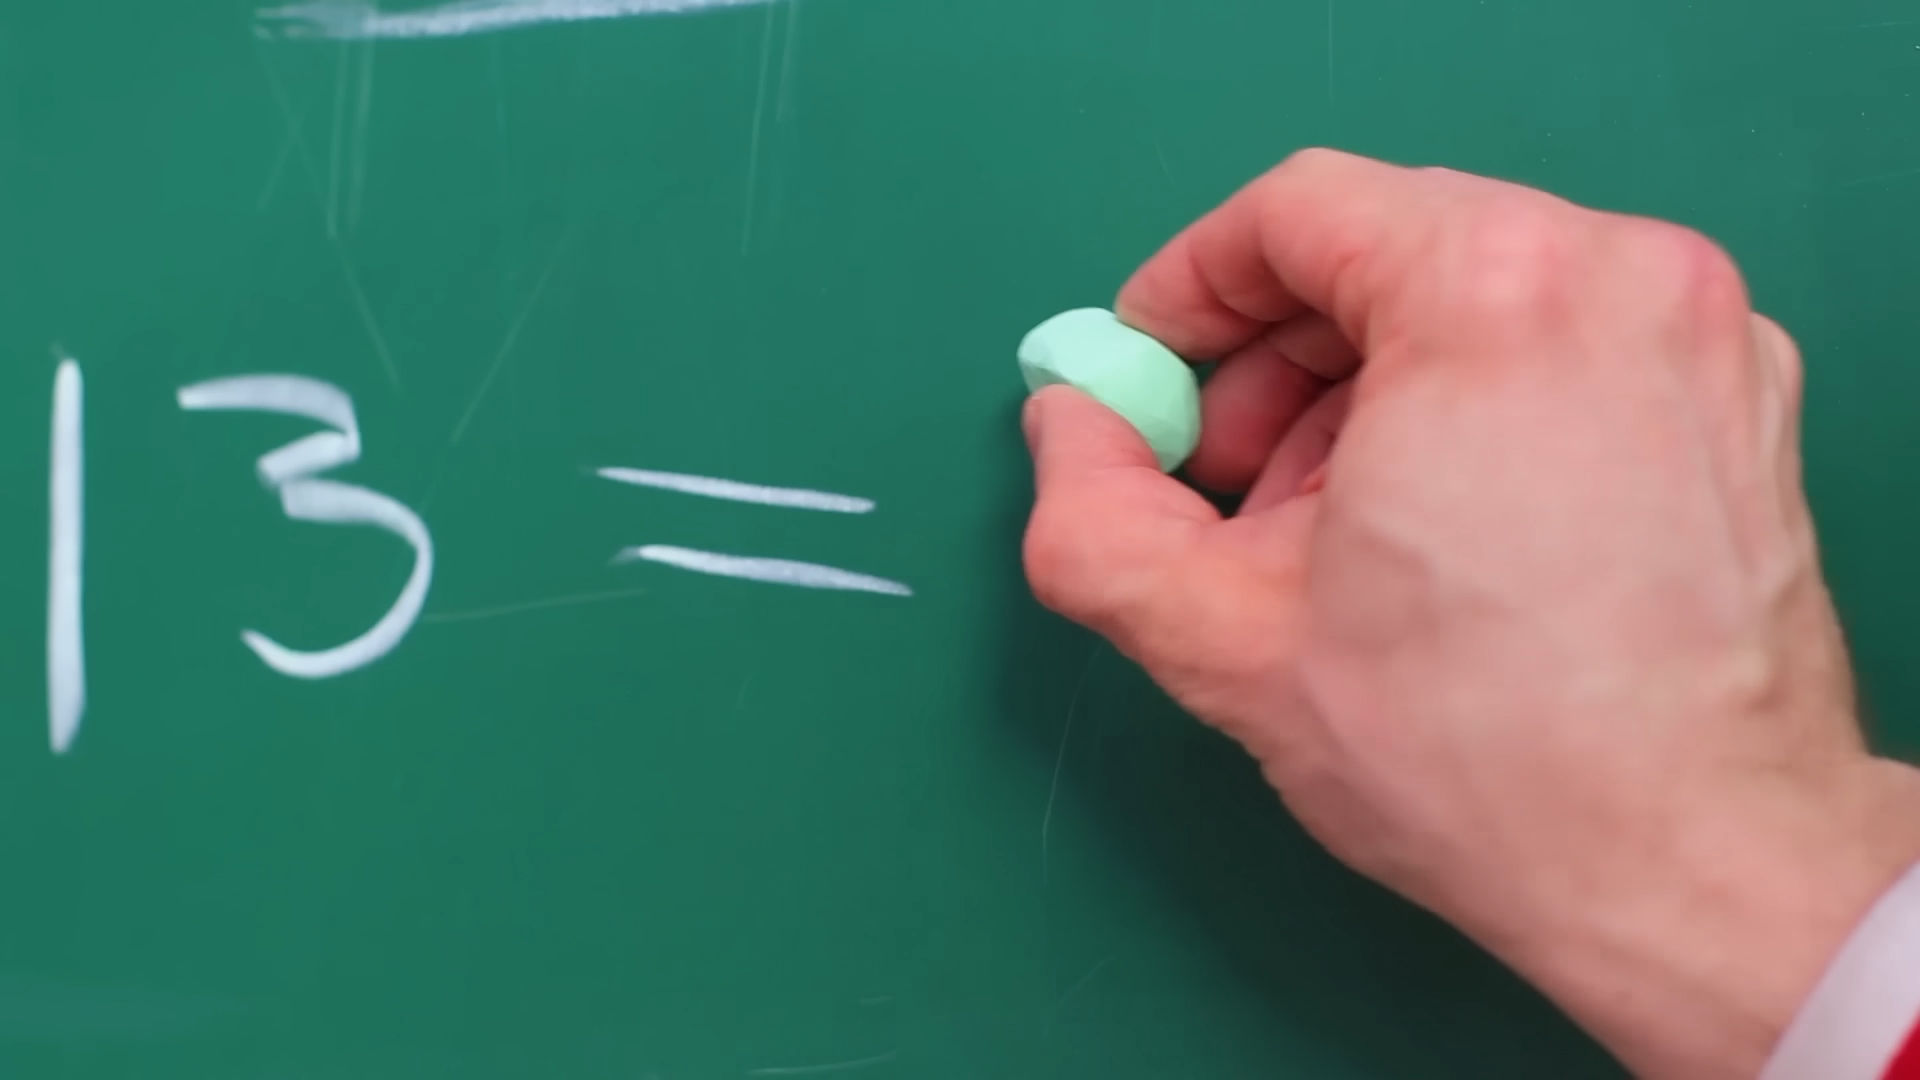 13 =